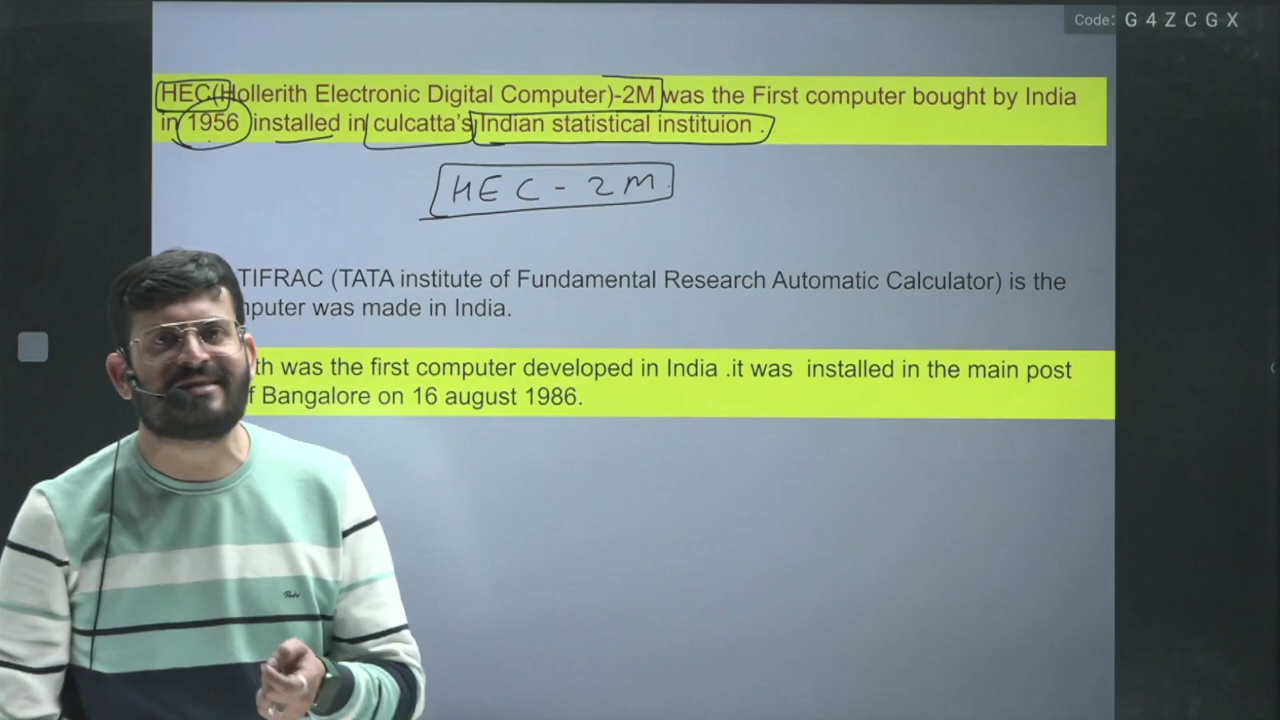 Code: G4ZCGX
HEC(Hollerith Electronic Digital Computer)-2M was the First computer bought by India
in 1956 installed in culcatta's Indian statistical instituion .
HEC-2M
TIFRAC (TATA institute of Fundamental Research Automatic Calculator) is the
mputer was made in India.
th was the first computer developed in India .it was installed in the main post
f Bangalore on 16 august 1986.